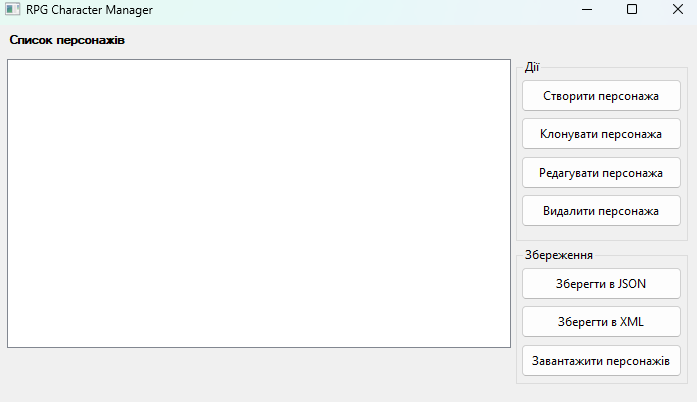 RPG Character Manager
Список персонажів
Дії
Створити персонажа
Клонувати персонажа
Редагувати персонажа
Видалити персонажа
Збереження
Зберегти в JSON
Зберегти в XML
Завантажити персонажів